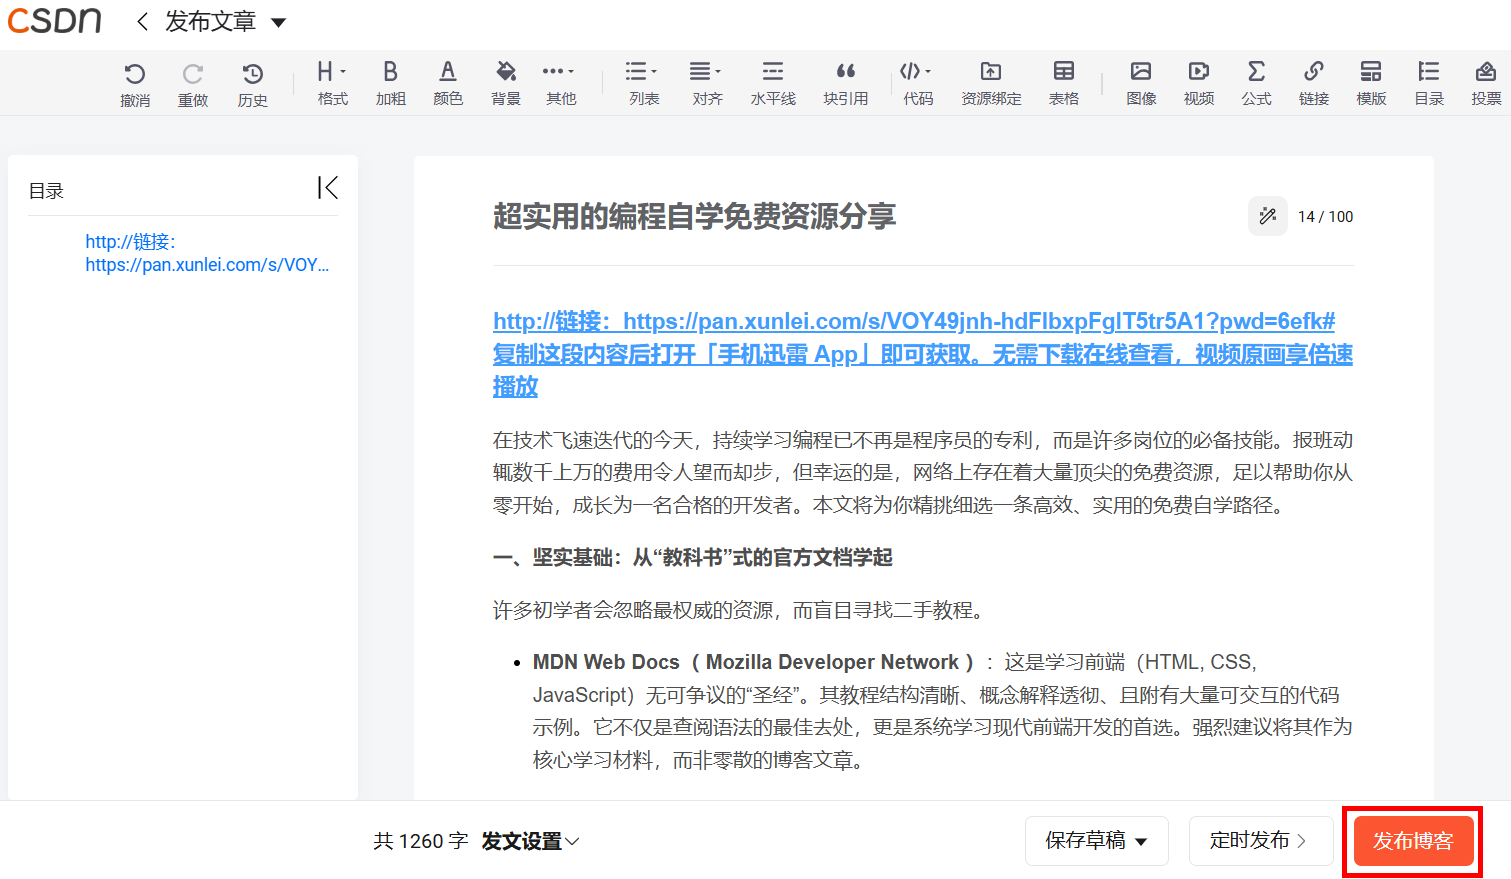 CSDN 发布文章
撤消 重做 历史 格式 加粗 颜色 背景 其他 列表 对齐 水平线 块引用 代码 资源绑定 表格 图像 视频 公式 链接 模版 目录 投票
目录
http://链接：
https://pan.xunlei.com/s/VOY...
超实用的编程自学免费资源分享
14 / 100
http://链接：https://pan.xunlei.com/s/VOY49jnh-hdFIbxpFgIT5tr5A1?pwd=6efk#
复制这段内容后打开「手机迅雷 App」即可获取。无需下载在线查看，视频原画享倍速
播放
在技术飞速迭代的今天，持续学习编程已不再是程序员的专利，而是许多岗位的必备技能。报班动
辄数千上万的费用令人望而却步，但幸运的是，网络上存在着大量顶尖的免费资源，足以帮助你从
零开始，成长为一名合格的开发者。本文将为你精挑细选一条高效、实用的免费自学路径。
一、坚实基础：从“教科书”式的官方文档学起
许多初学者会忽略最权威的资源，而盲目寻找二手教程。
• MDN Web Docs（ Mozilla Developer Network ）：这是学习前端（HTML, CSS,
JavaScript）无可争议的“圣经”。其教程结构清晰、概念解释透彻、且附有大量可交互的代码
示例。它不仅是查阅语法的最佳去处，更是系统学习现代前端开发的首选。强烈建议将其作为
核心学习材料，而非零散的博客文章。
共 1260 字 发文设置
保存草稿 定时发布 发布博客